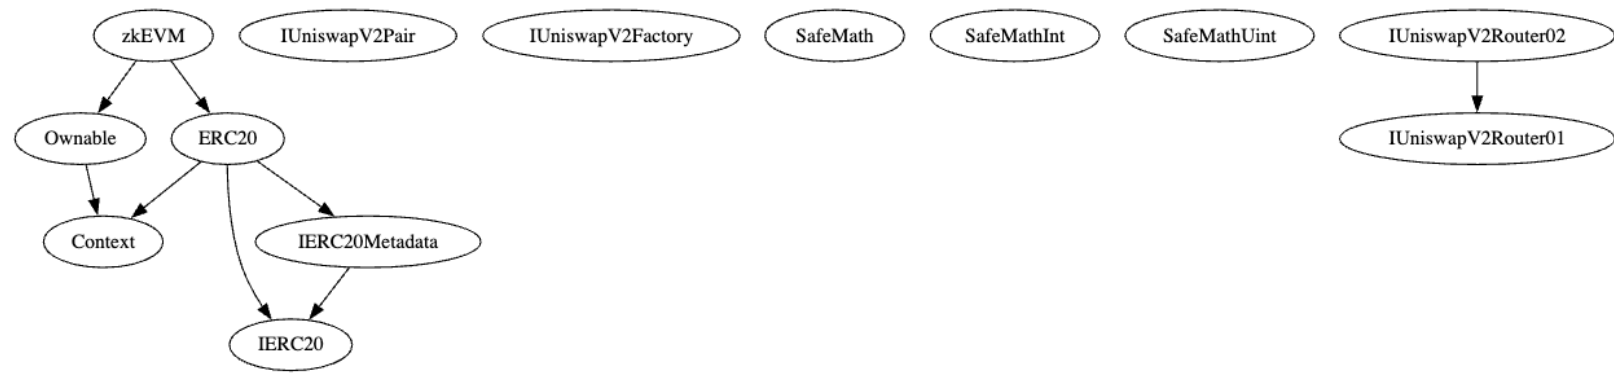 zkEVM
IUniswapV2Pair
IUniswapV2Factory
SafeMath
SafeMathInt
SafeMathUint
IUniswapV2Router02
Ownable
ERC20
IUniswapV2Router01
Context
IERC20Metadata
IERC20